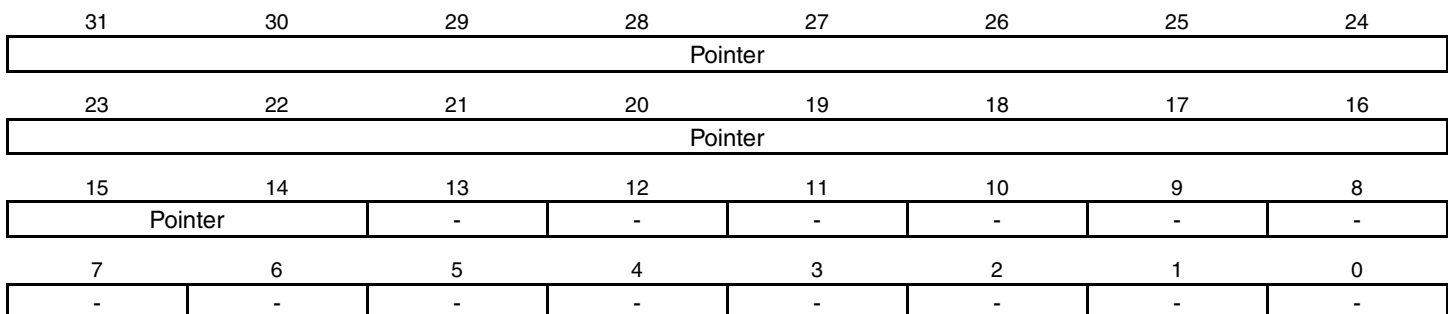 31 30 29 28 27 26 25 24
Pointer
23 22 21 20 19 18 17 16
Pointer
15 14 13 12 11 10 9 8
Pointer - - - - - -
7 6 5 4 3 2 1 0
- - - - - - - -